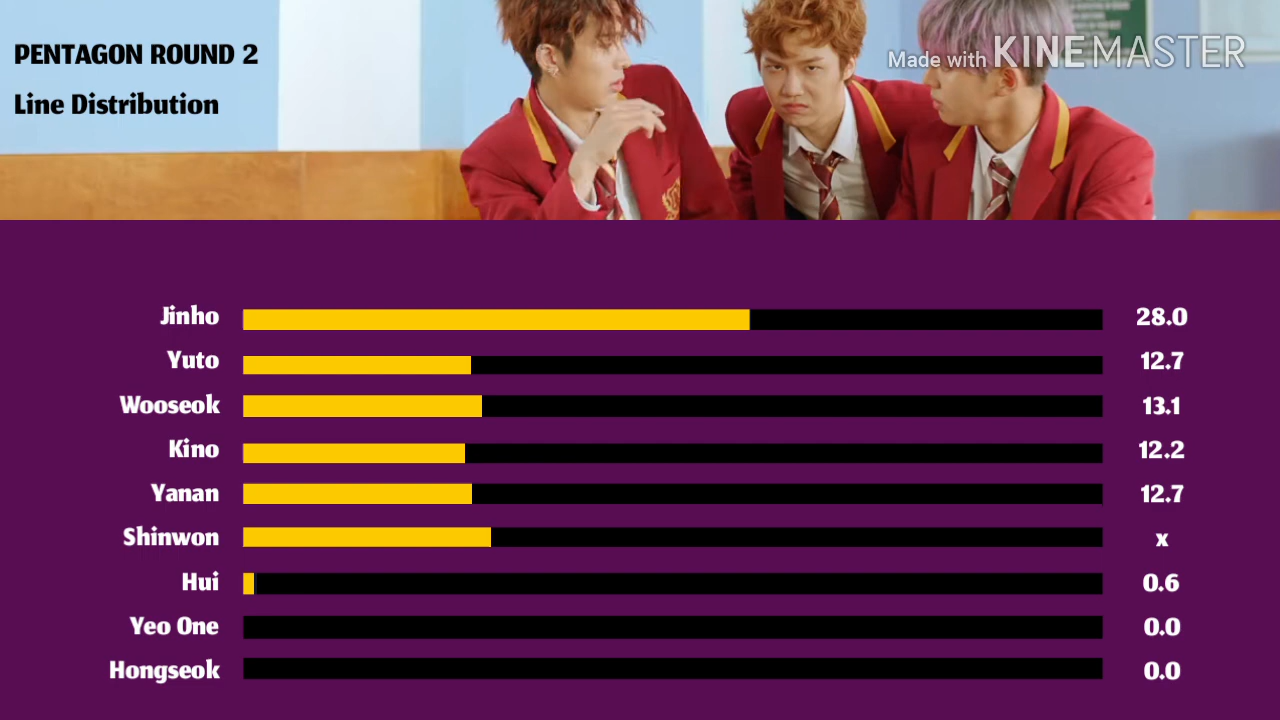 PENTAGON ROUND 2
Line Distribution
Made with KINEMASTER
Jinho 28.0
Yuto 12.7
Wooseok 13.1
Kino 12.2
Yanan 12.7
Shinwon x
Hui 0.6
Yeo One 0.0
Hongseok 0.0